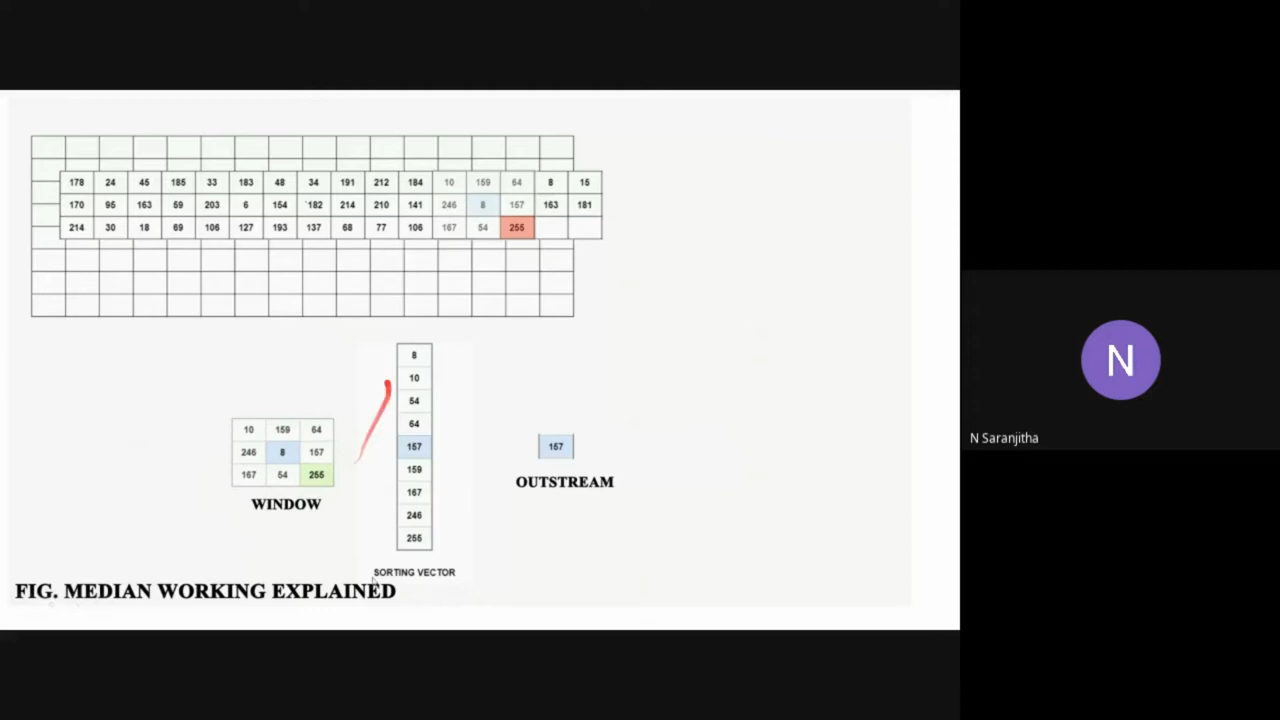 178 24 45 185 33 183 48 34 191 212 184 10 159 64 8 15
170 95 163 59 203 6 154 `182 214 210 141 246 8 157 163 181
214 30 18 69 106 127 193 137 68 77 106 167 54 255
8
10
54
64
157
159
167
246
255
SORTING VECTOR
10 159 64
246 8 157
167 54 255
WINDOW
157
OUTSTREAM
FIG. MEDIAN WORKING EXPLAINED
N
N Saranjitha